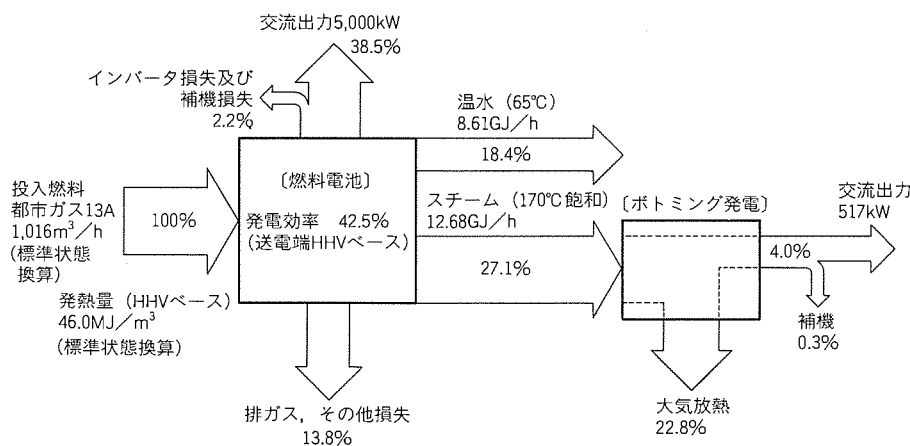 交流出力5,000kW
38.5%
インバータ損失及び
補機損失
2.2%
温水（65℃）
8.61GJ／h
18.4%
〔燃料電池〕
発電効率　42.5%
（送電端HHVベース）
投入燃料
都市ガス13A
1,016m³／h
（標準状態
換算）
100%
スチーム（170℃飽和）
12.68GJ／h
27.1%
〔ボトミング発電〕
交流出力
517kW
4.0%
発熱量（HHVベース）
46.0MJ／m³
（標準状態換算）
補機
0.3%
排ガス，その他損失
13.8%
大気放熱
22.8%